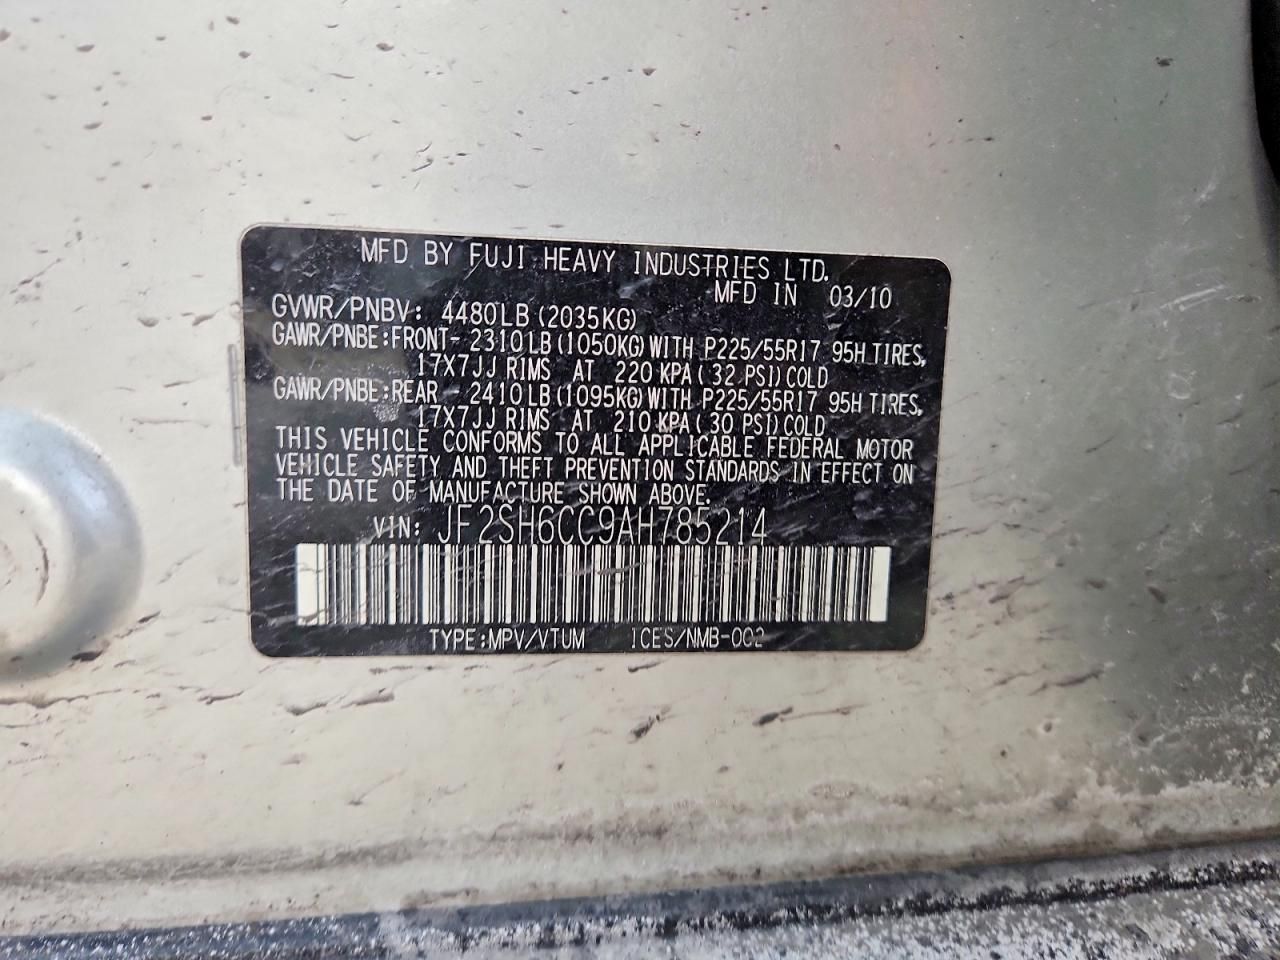 MFD BY FUJI HEAVY INDUSTRIES LTD.
MFD IN 03/10
GVWR/PNBV: 4480LB(2035KG)
GAWR/PNBE:FRONT- 2310LB(1050KG)WITH P225/55R17 95H TIRES,
17X7JJ RIMS AT 220 KPA(32 PSI)COLD
GAWR/PNBE:REAR - 2410LB(1095KG)WITH P225/55R17 95H TIRES,
17X7JJ RIMS AT 210 KPA(30 PSI)COLD
THIS VEHICLE CONFORMS TO ALL APPLICABLE FEDERAL MOTOR
VEHICLE SAFETY AND THEFT PREVENTION STANDARDS IN EFFECT ON
THE DATE OF MANUFACTURE SHOWN ABOVE.
VIN: JF2SH6CC9AH785214
TYPE:MPV/VTUM ICES/NMB-002